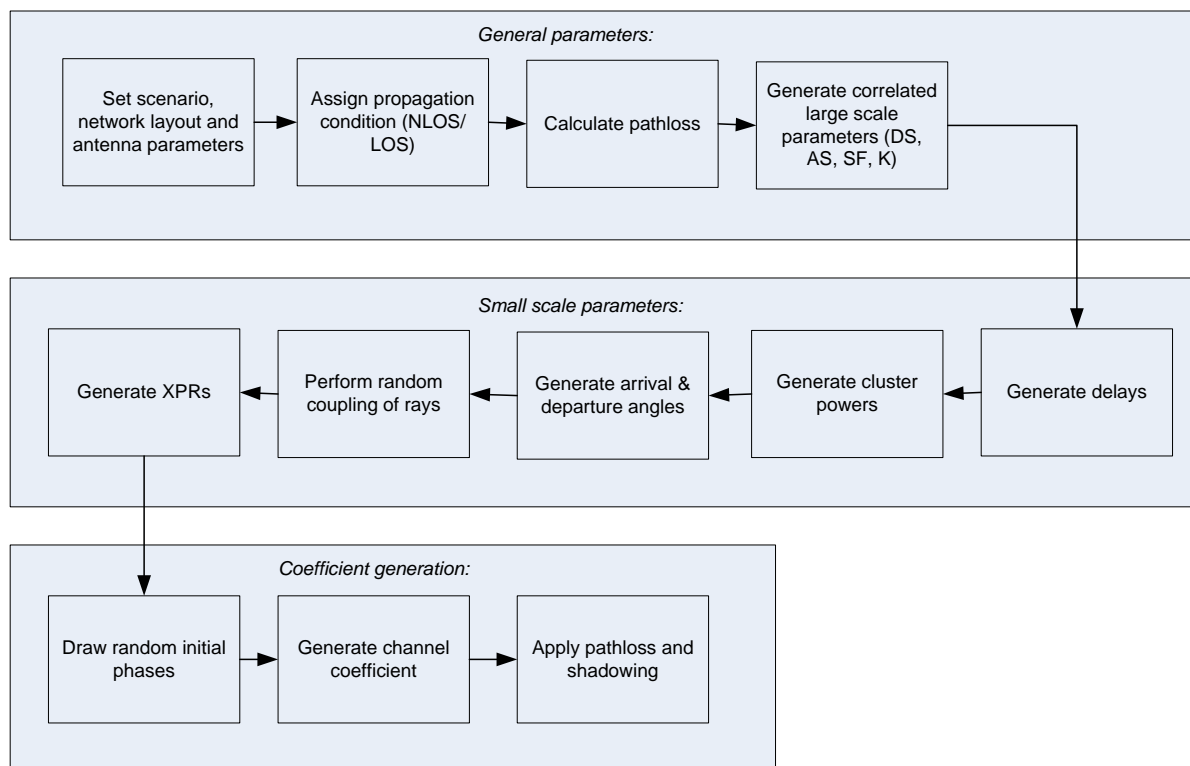 General parameters:
Set scenario,
network layout and
antenna parameters
Assign propagation
condition (NLOS/
LOS)
Calculate pathloss
Generate correlated
large scale
parameters (DS,
AS, SF, K)
Small scale parameters:
Generate XPRs
Perform random
coupling of rays
Generate arrival &
departure angles
Generate cluster
powers
Generate delays
Coefficient generation:
Draw random initial
phases
Generate channel
coefficient
Apply pathloss and
shadowing